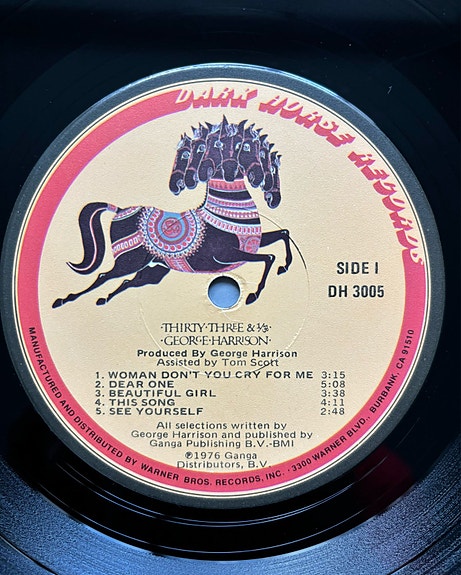 DARK HORSE RECORDS
SIDE I
DH 3005
·THIRTY·THREE & 1/3·
·GEORGE·HARRISON·
Produced By George Harrison
Assisted by Tom Scott
1. WOMAN DON'T YOU CRY FOR ME 3:15
2. DEAR ONE 5:08
3. BEAUTIFUL GIRL 3:38
4. THIS SONG 4:11
5. SEE YOURSELF 2:48
All selections written by
George Harrison and published by
Ganga Publishing B.V.-BMI
℗1976 Ganga
Distributors, B.V.
MANUFACTURED AND DISTRIBUTED BY WARNER BROS. RECORDS, INC. · 3300 WARNER BLVD., BURBANK, CA. 91510